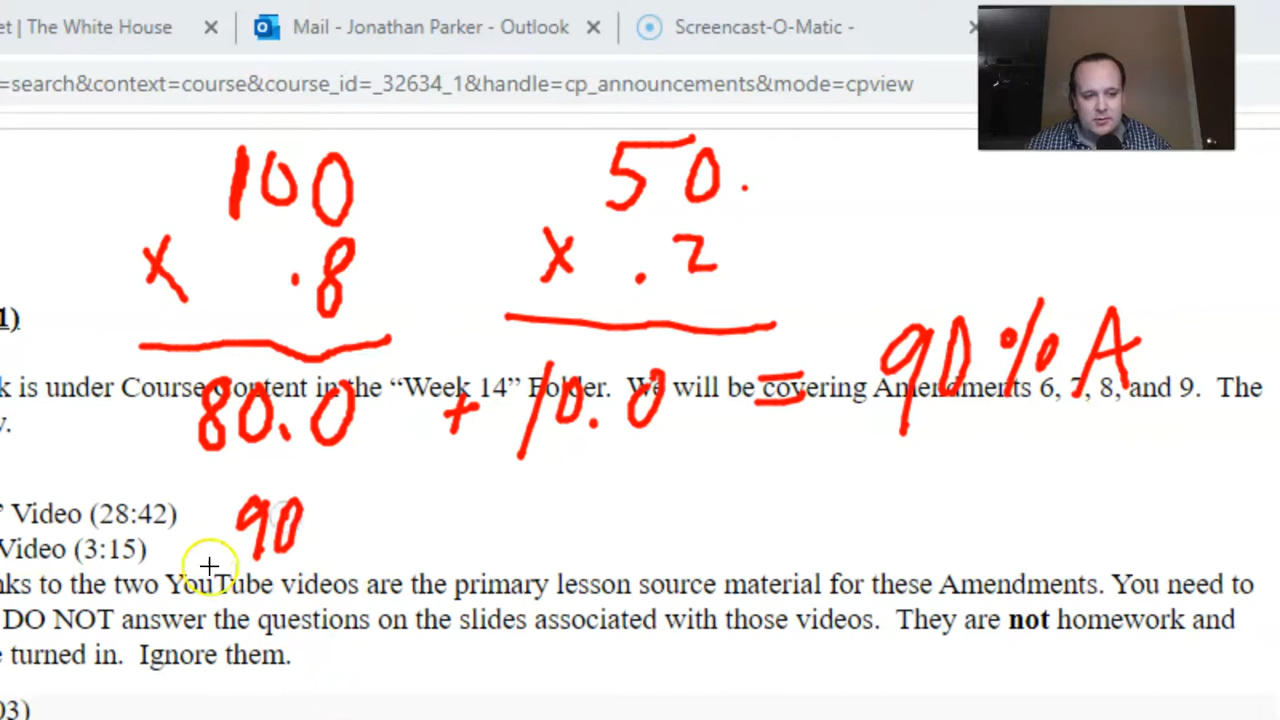 et | The White House Mail - Jonathan Parker - Outlook Screencast-O-Matic -
=search&context=course&course_id=_32634_1&handle=cp_announcements&mode=cpview
100 50.
x .8 x .2
1)
90% A
k is under Course Content in the “Week 14” Folder. We will be covering Amendments 6, 7, 8, and 9. The
80.0 + 10.0 =
y.
90
” Video (28:42)
Video (3:15)
nks to the two YouTube videos are the primary lesson source material for these Amendments. You need to
DO NOT answer the questions on the slides associated with those videos. They are not homework and
e turned in. Ignore them.
03)